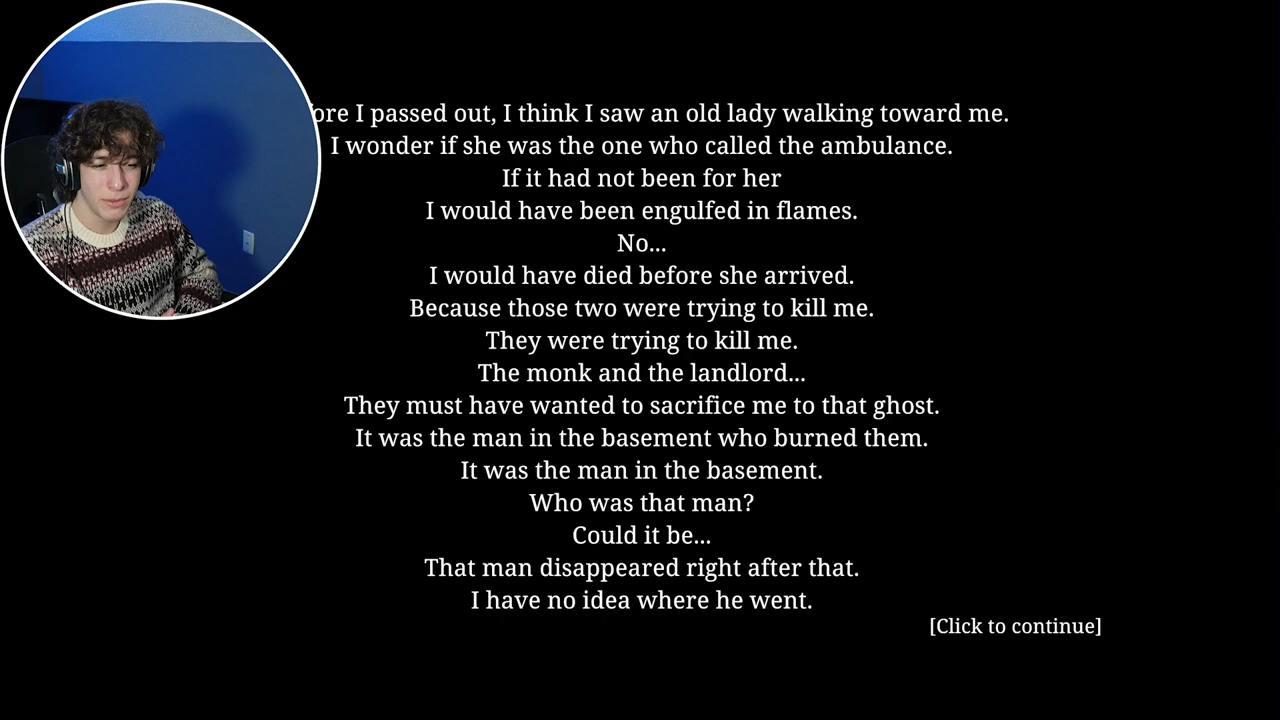 I passed out, I think I saw an old lady walking toward me.
I wonder if she was the one who called the ambulance.
If it had not been for her
I would have been engulfed in flames.
No...
I would have died before she arrived.
Because those two were trying to kill me.
They were trying to kill me.
The monk and the landlord...
They must have wanted to sacrifice me to that ghost.
It was the man in the basement who burned them.
It was the man in the basement.
Who was that man?
Could it be...
That man disappeared right after that.
I have no idea where he went.
[Click to continue]